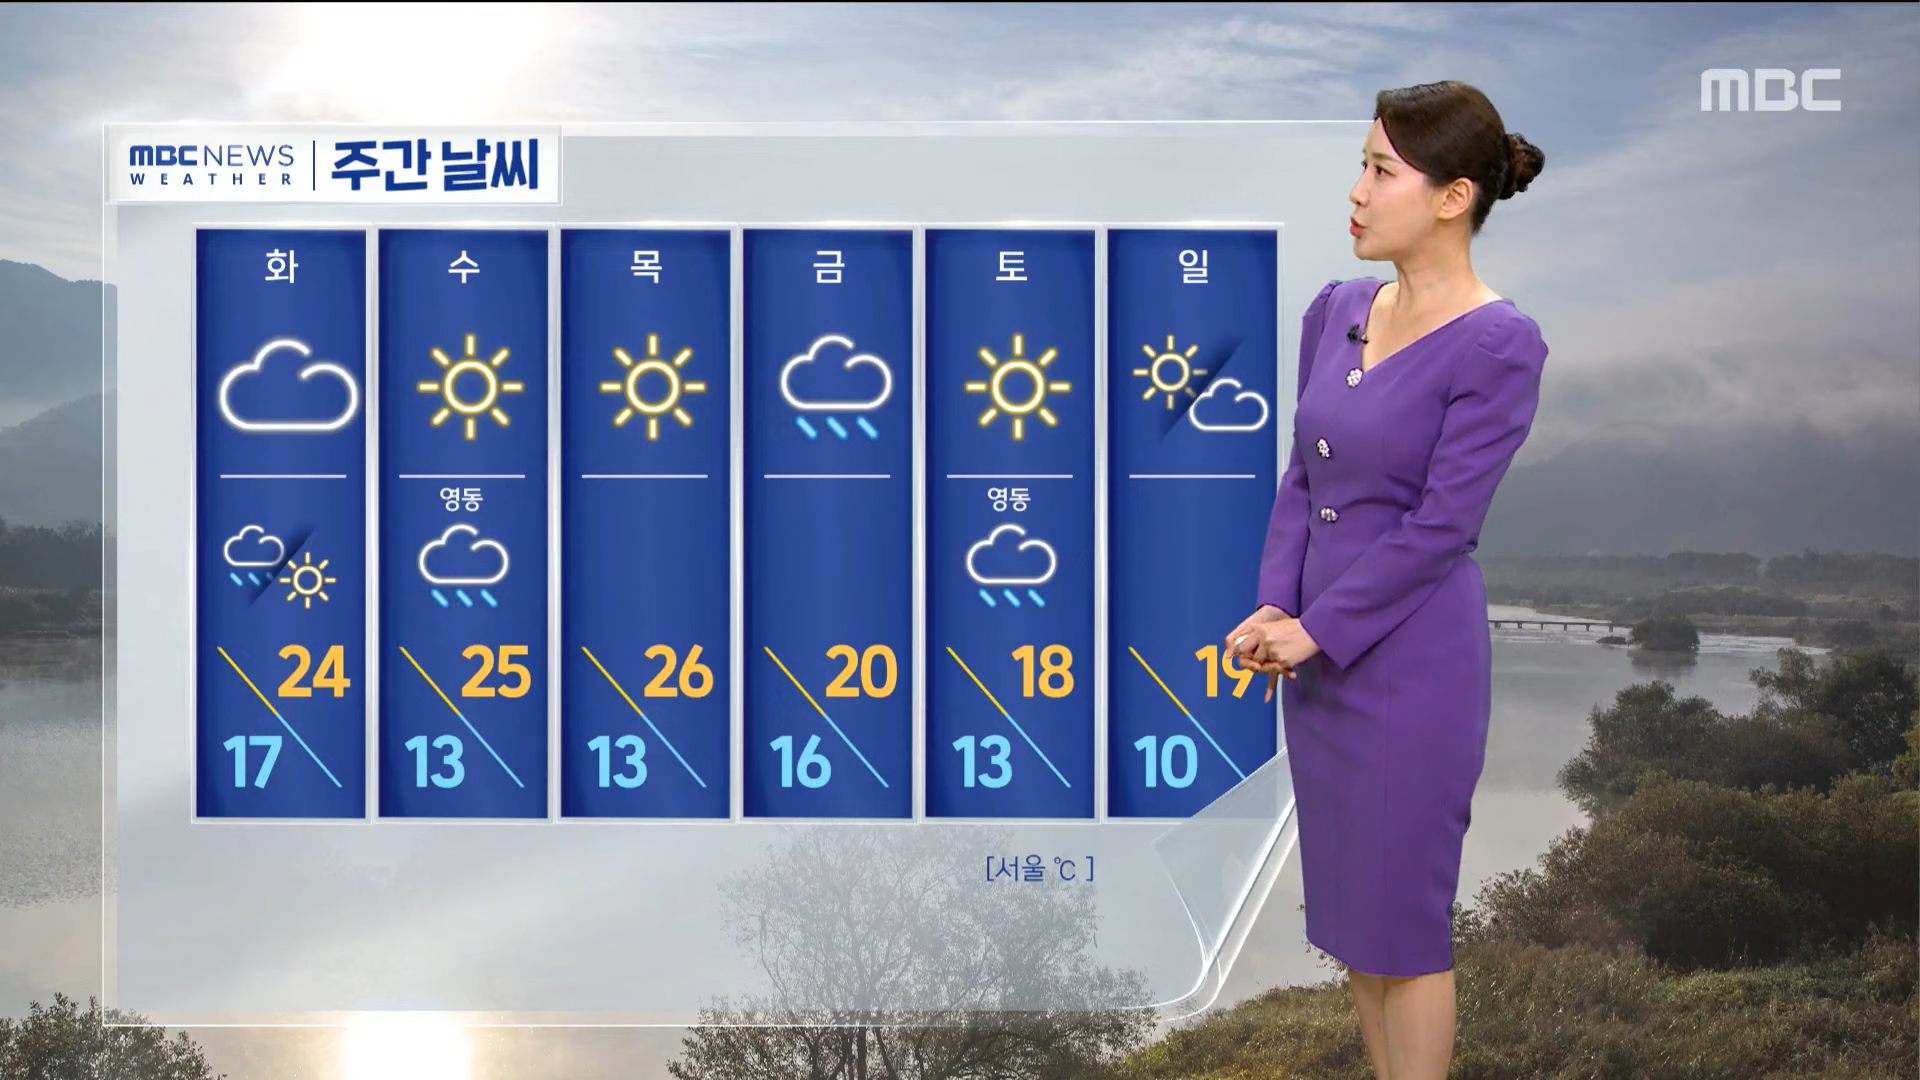 MBC
MBC NEWS
WEATHER
주간 날씨
화 수 목 금 토 일
영동 영동
24 25 26 20 18 19
17 13 13 16 13 10
[서울 ℃ ]